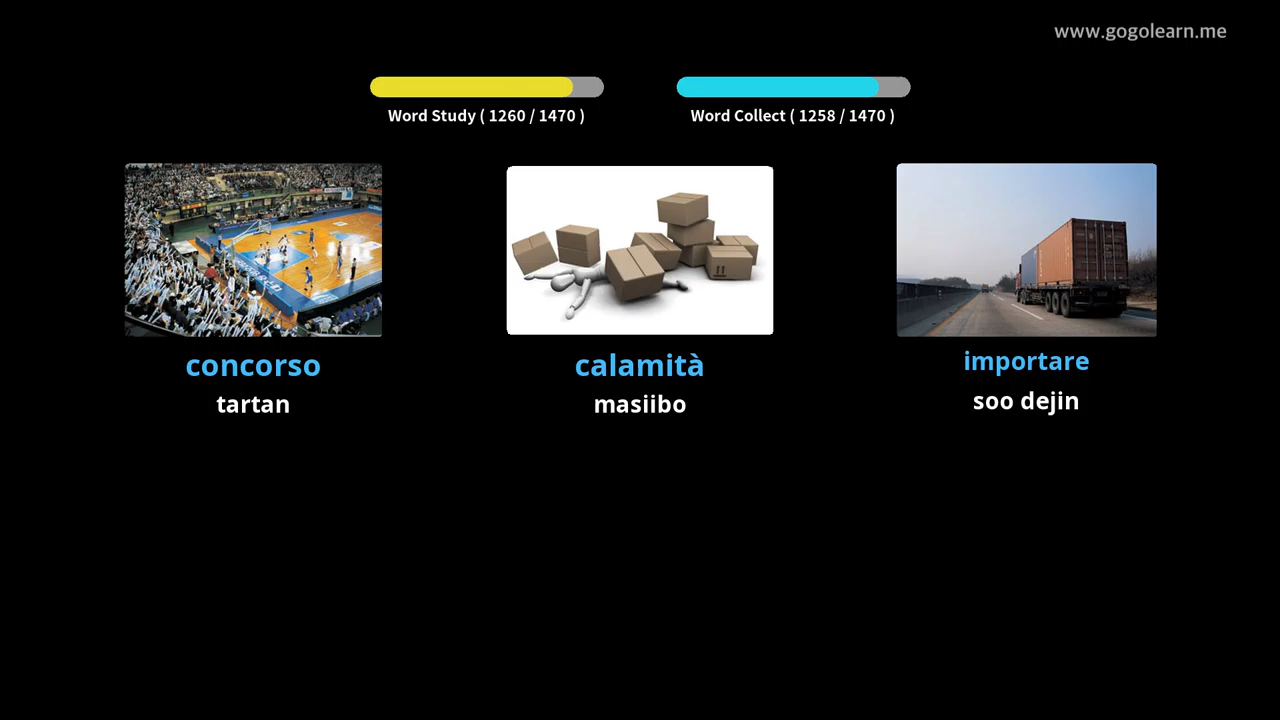 www.gogolearn.me
Word Study ( 1260 / 1470 )
Word Collect ( 1258 / 1470 )
concorso
tartan
calamità
masiibo
importare
soo dejin